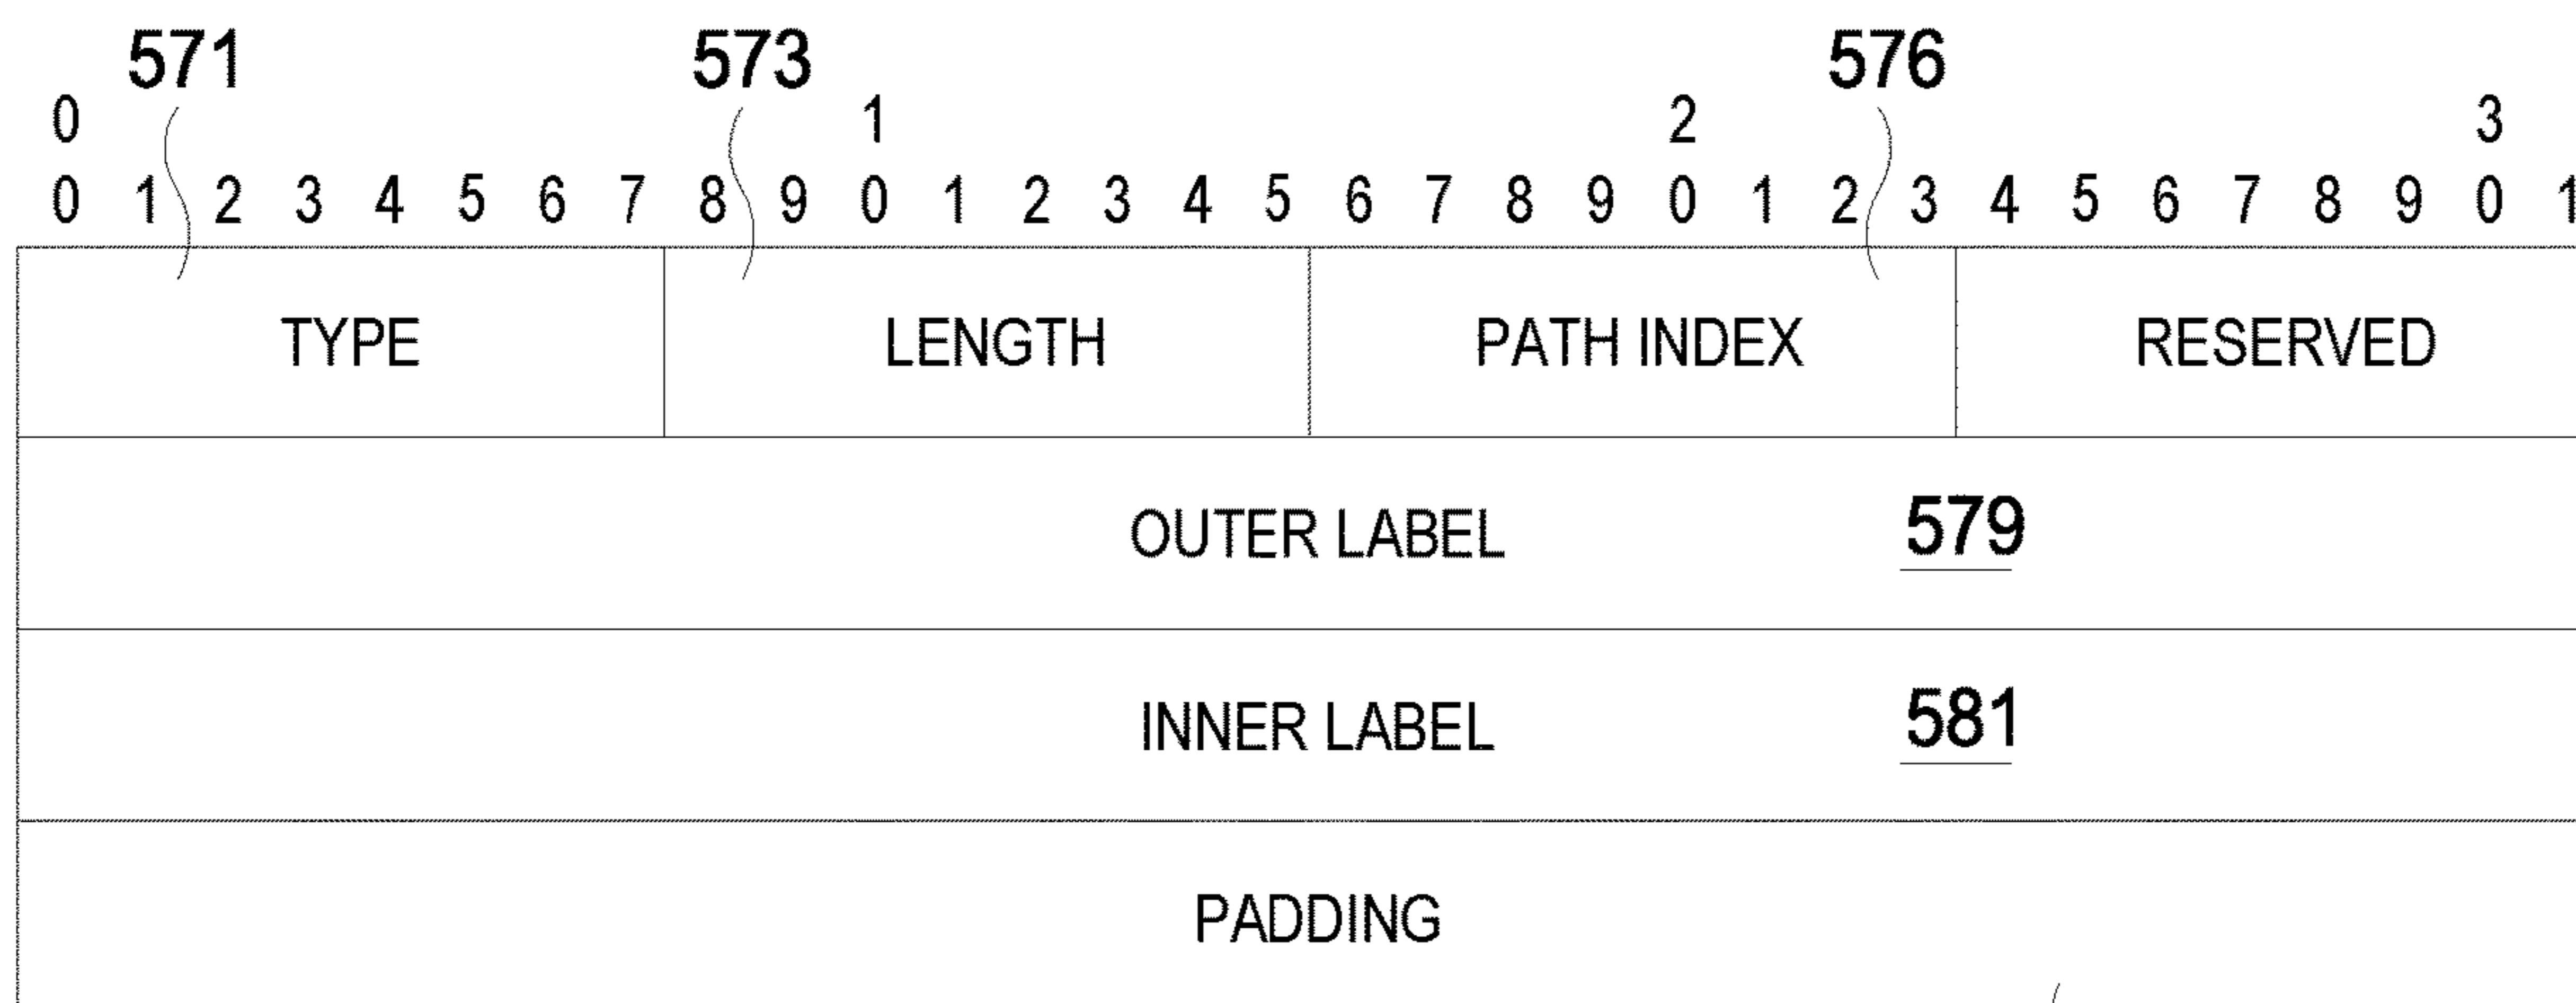 571 573 576
0 1 2 3
0 1 2 3 4 5 6 7 8 9 0 1 2 3 4 5 6 7 8 9 0 1 2 3 4 5 6 7 8 9 0 1
TYPE LENGTH PATH INDEX RESERVED
OUTER LABEL 579
INNER LABEL 581
PADDING